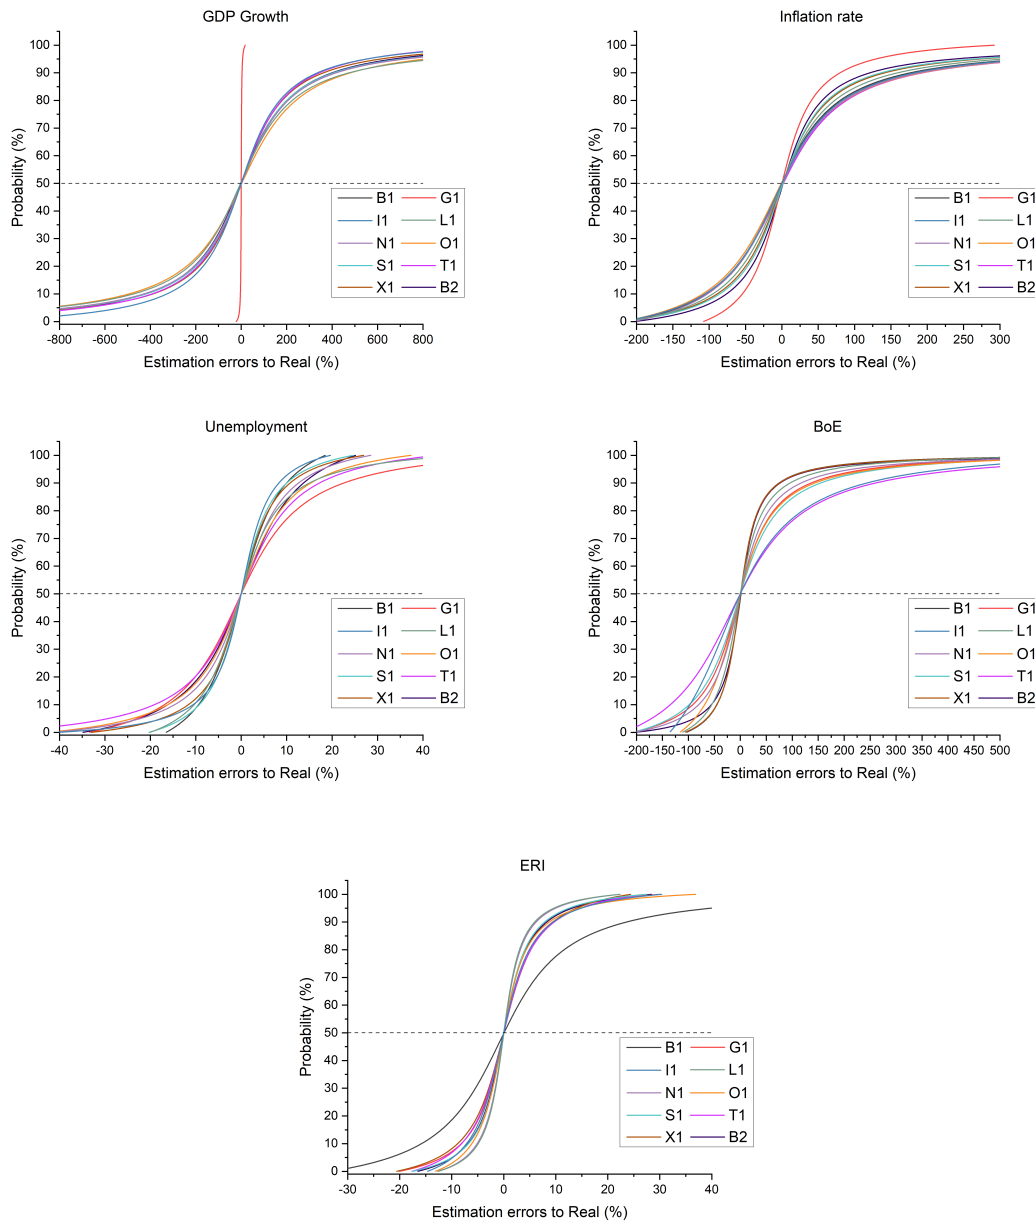 GDP Growth
Probability (%)
100
90
80
70
60
50
40
30
20
10
0
-800 -600 -400 -200 0 200 400 600 800
Estimation errors to Real (%)
B1 G1
I1 L1
N1 O1
S1 T1
X1 B2
Inflation rate
Probability (%)
100
90
80
70
60
50
40
30
20
10
0
-200 -150 -100 -50 0 50 100 150 200 250 300
Estimation errors to Real (%)
B1 G1
I1 L1
N1 O1
S1 T1
X1 B2
Unemployment
Probability (%)
100
90
80
70
60
50
40
30
20
10
0
-40 -30 -20 -10 0 10 20 30 40
Estimation errors to Real (%)
B1 G1
I1 L1
N1 O1
S1 T1
X1 B2
BoE
Probability (%)
100
90
80
70
60
50
40
30
20
10
0
-200 -150 -100 -50 0 50 100 150 200 250 300 350 400 450 500
Estimation errors to Real (%)
B1 G1
I1 L1
N1 O1
S1 T1
X1 B2
ERI
Probability (%)
100
90
80
70
60
50
40
30
20
10
0
-30 -20 -10 0 10 20 30 40
Estimation errors to Real (%)
B1 G1
I1 L1
N1 O1
S1 T1
X1 B2